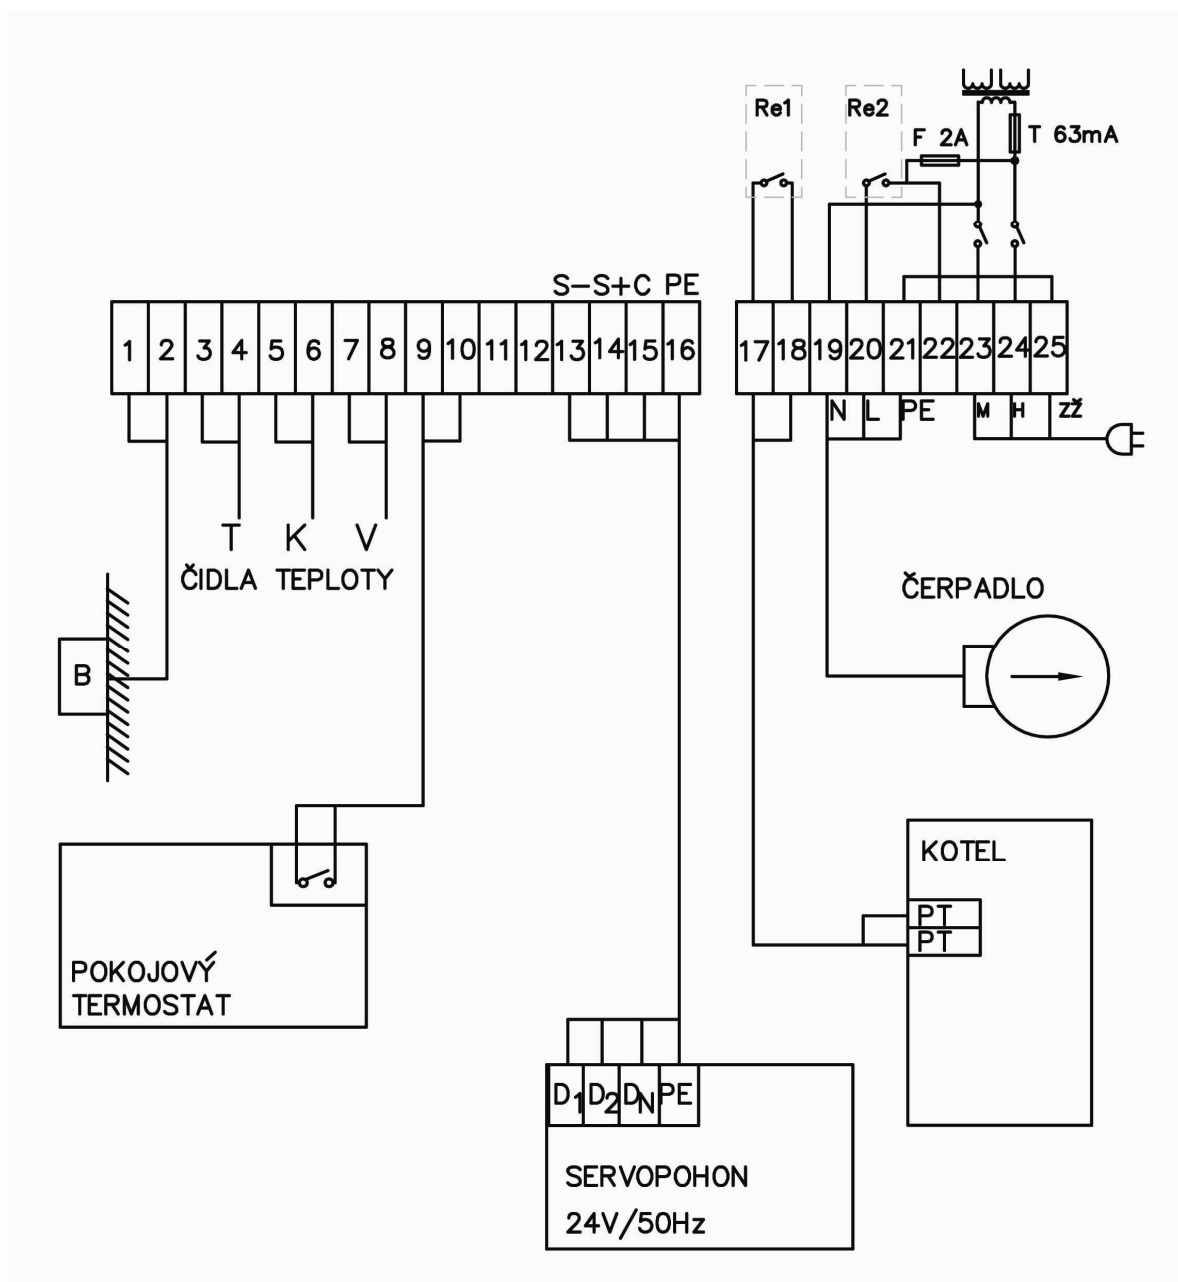 Re1
Re2
F 2A
T 63mA
S-S+C PE
1 2 3 4 5 6 7 8 9 10 11 12 13 14 15 16
17 18 19 20 21 22 23 24 25
N L PE M H ZŽ
T K V
ČIDLA TEPLOTY
ČERPADLO
B
KOTEL
PT
PT
POKOJOVÝ
TERMOSTAT
D1 D2 DN PE
SERVOPOHON
24V/50Hz